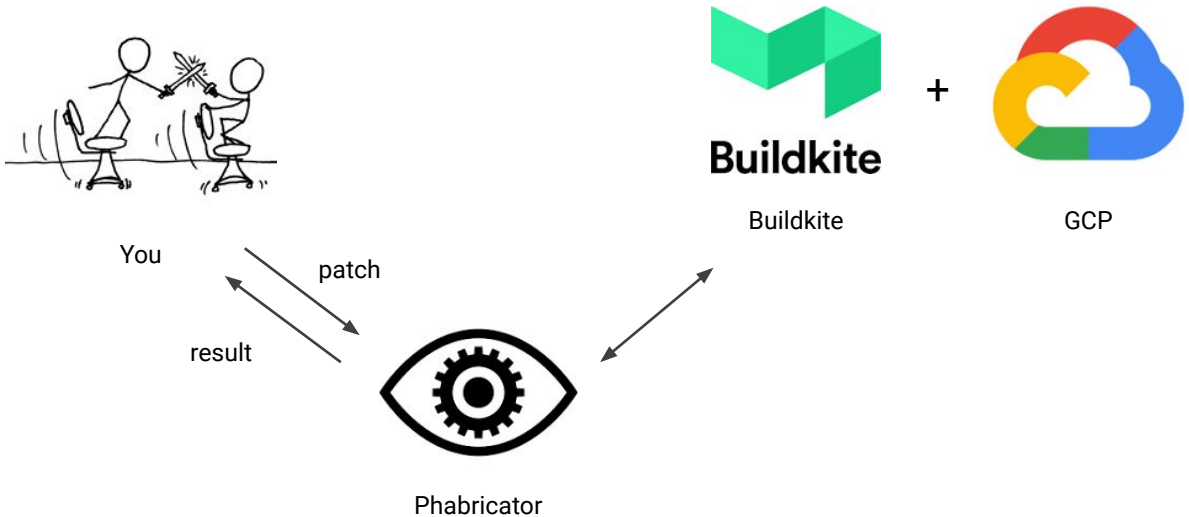 Buildkite
+
Buildkite
GCP
You
patch
result
Phabricator